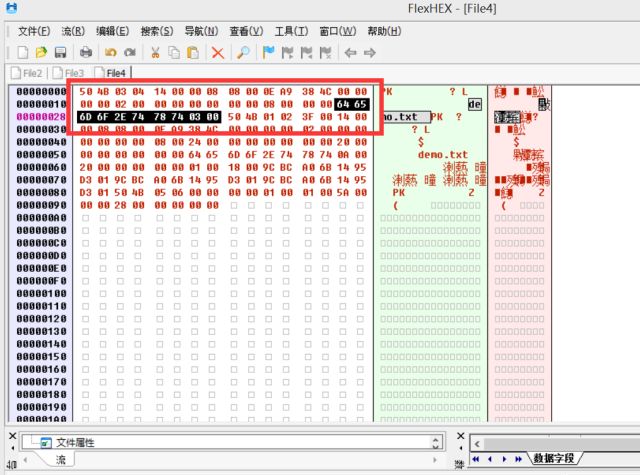 FlexHEX - [File4]
文件(F) 流(R) 编辑(E) 搜索(S) 导航(N) 查看(V) 工具(T) 窗口(W) 帮助(H)
File2 File3 File4
00000000 50 4B 03 04 14 00 00 08 08 00 0E A9 38 4C 00 00 PK ? L
00000010 00 00 02 00 00 00 00 00 08 00 00 00 64 65 de
00000028 6D 6F 2E 74 78 74 03 00 50 4B 01 02 3F 00 14 00 mo.txt PK ?
00000030 00 08 08 00 0E A9 38 4C 00 00 00 00 02 00 00 00 ? L
00000040 00 00 00 00 08 00 24 00 00 00 00 00 00 00 20 00 $
00000050 00 00 00 00 00 00 64 65 6D 6F 2E 74 78 74 0A 00 demo.txt
00000060 20 00 00 00 00 00 01 00 18 00 9C BC A0 6B 14 95
00000070 D3 01 9C BC A0 6B 14 95 D3 01 9C BC A0 6B 14 95
00000080 D3 01 50 4B 05 06 00 00 00 00 01 00 01 00 5A 00 PK Z
00000090 00 00 28 00 00 00 00 00 (
000000A0
000000B0
000000C0
000000D0
000000E0
000000F0
00000100
00000110
00000120
00000130
00000140
00000150
00000160
00000170
00000180
00000190
000001A0
文件属性
流
数据字段